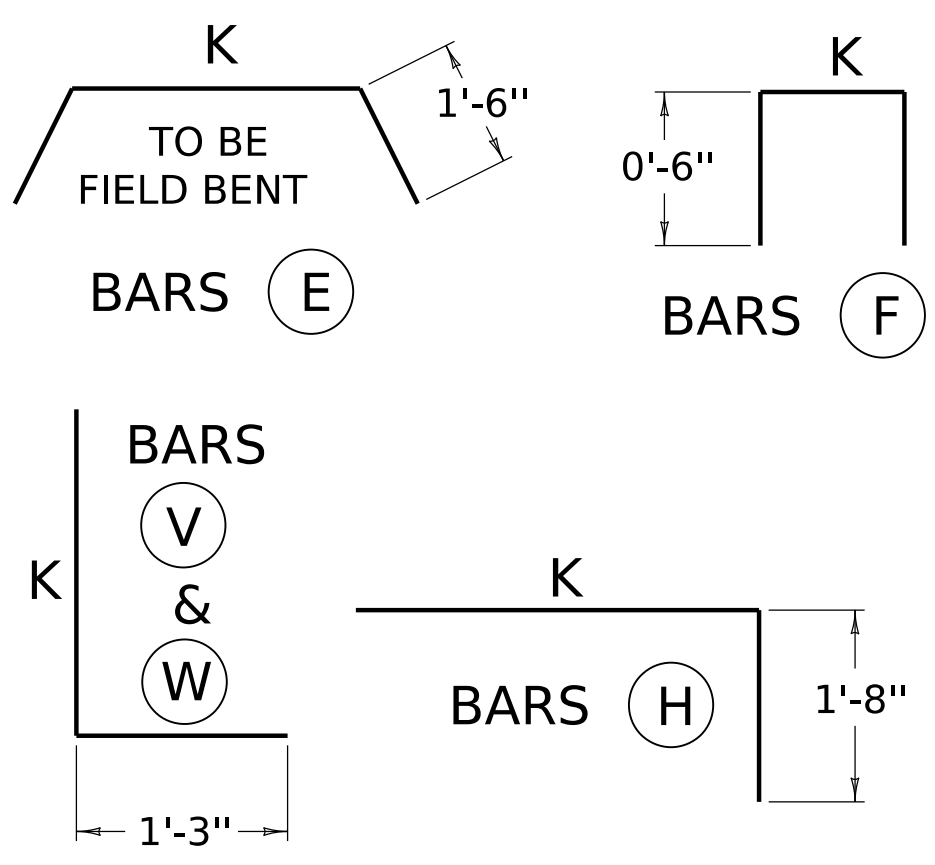 K
1'-6"
TO BE
FIELD BENT
BARS E
K
0'-6"
BARS F
BARS
V
&
W
K
1'-3"
K
BARS H
1'-8"